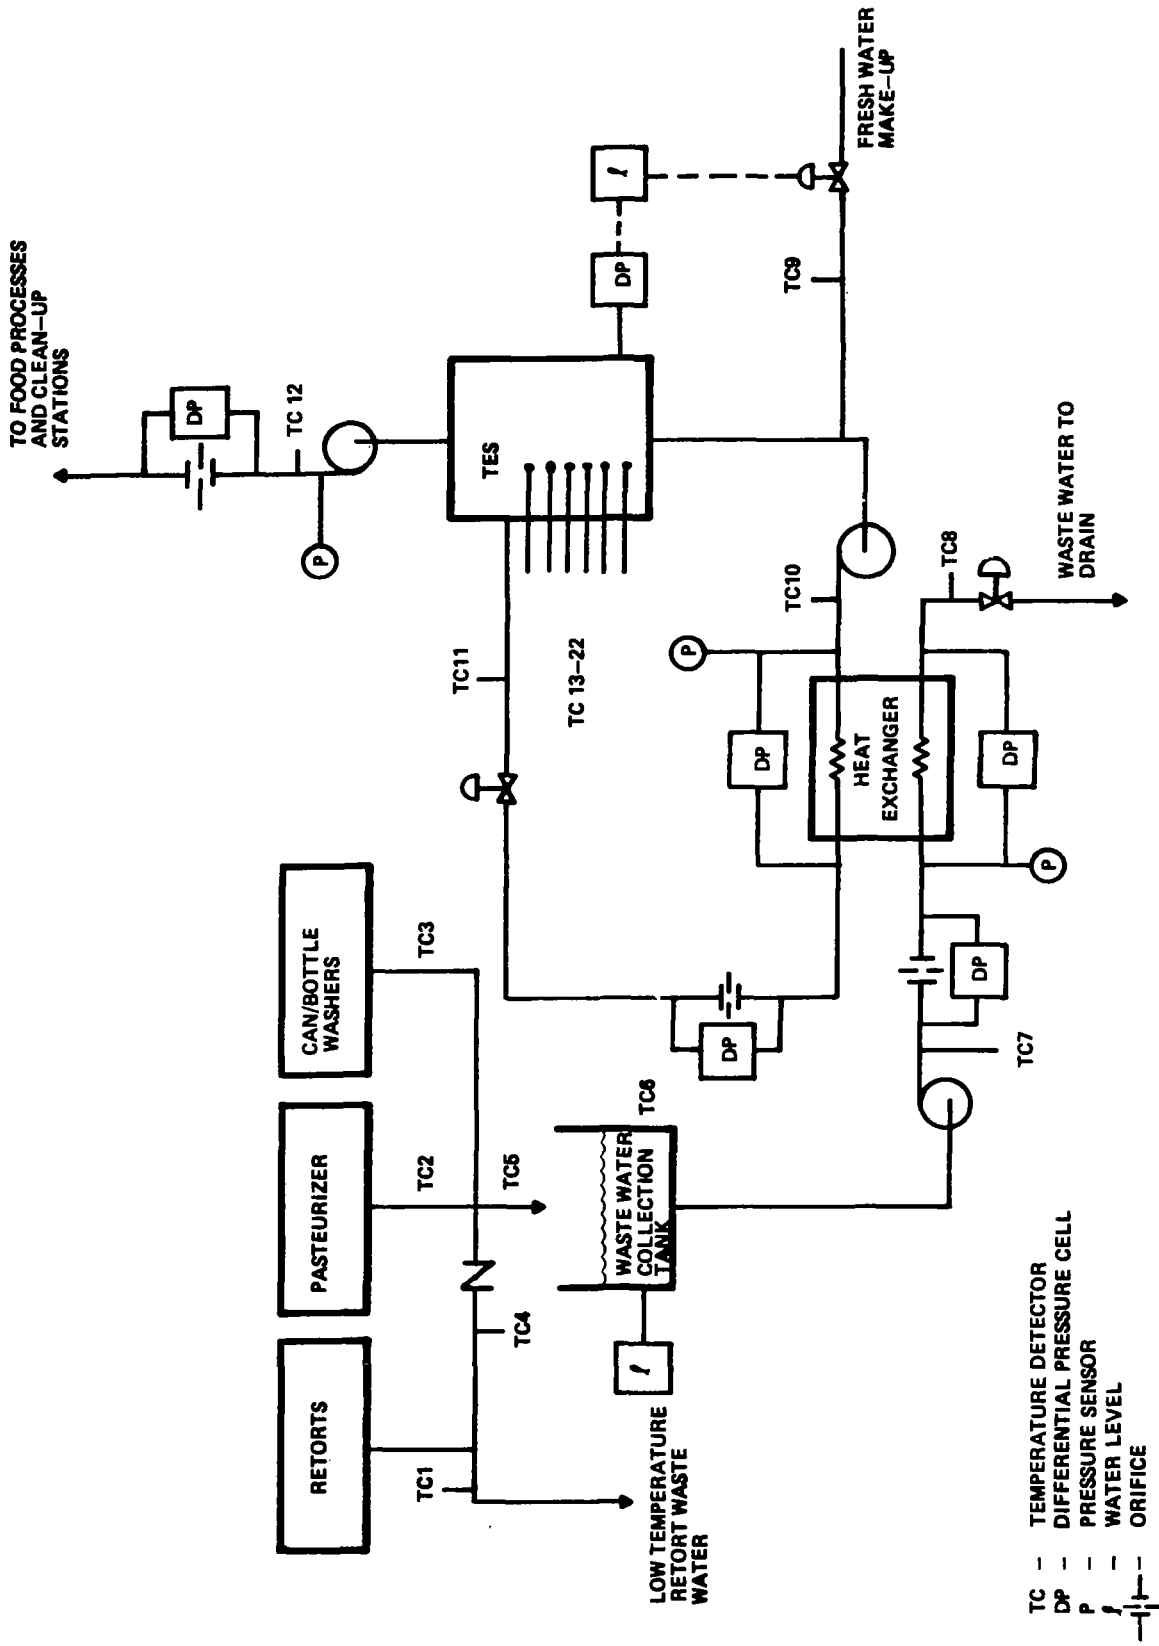 TO FOOD PROCESSES
AND CLEAN-UP
STATIONS
DP
TC 12
P
TES
DP
ℓ
TC9
FRESH WATER
MAKE-UP
TC11
TC 13-22
CAN/BOTTLE
WASHERS
TC3
PASTEURIZER
TC2
TC5
RETORTS
TC1
TC4
LOW TEMPERATURE
RETORT WASTE
WATER
ℓ
WASTE WATER
COLLECTION
TANK
TC6
DP
P
DP
TC10
HEAT
EXCHANGER
TC8
WASTE WATER TO
DRAIN
DP
P
DP
TC7
TC - TEMPERATURE DETECTOR
DP - DIFFERENTIAL PRESSURE CELL
P - PRESSURE SENSOR
ℓ - WATER LEVEL
- ORIFICE